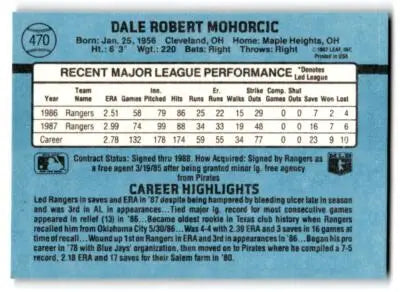 470
DALE ROBERT MOHORCIC
Born: Jan. 25, 1956 Cleveland, OH Home: Maple Heights, OH
Ht.: 6'3" Wgt.: 220 Bats: Right Throws: Right
©1987 LEAF, INC.
Printed in USA
RECENT MAJOR LEAGUE PERFORMANCE *Denotes Led League
Year Team Name ERA Games Inn. Pitched Hits Runs Er. Runs Walks Strike Outs Comp. Games Shut Outs Save Won Lost
1986 Rangers 2.51 58 79 86 25 22 15 29 0 0 7 2 4
1987 Rangers 2.99 74 99 88 34 33 19 48 0 0 16 7 6
Career 2.78 132 178 174 59 55 34 77 0 0 23 9 10
Contract Status: Signed thru 1988. How Acquired: Signed by Rangers as
a free agent 3/19/85 after being granted minor lg. free agency
from Pirates
CAREER HIGHLIGHTS
Led Rangers in saves and ERA in '87 despite being hampered by bleeding ulcer late in season
and was 3rd in AL in appearances...Tied major lg. record for most consecutive games
appeared in relief (13) in '86...Became oldest rookie in Texas club history when Rangers
recalled him from Oklahoma City 5/30/86...Was 4-4 with 2.39 ERA and 3 saves in 16 games at
time of recall...Wound up 1st on Rangers in ERA and 3rd in appearances in '86...Began his pro
career in '78 with Blue Jays' organization, then moved on to Pirates where he compiled a 7-5
record, 2.18 ERA and 17 saves for their Salem farm in '80.